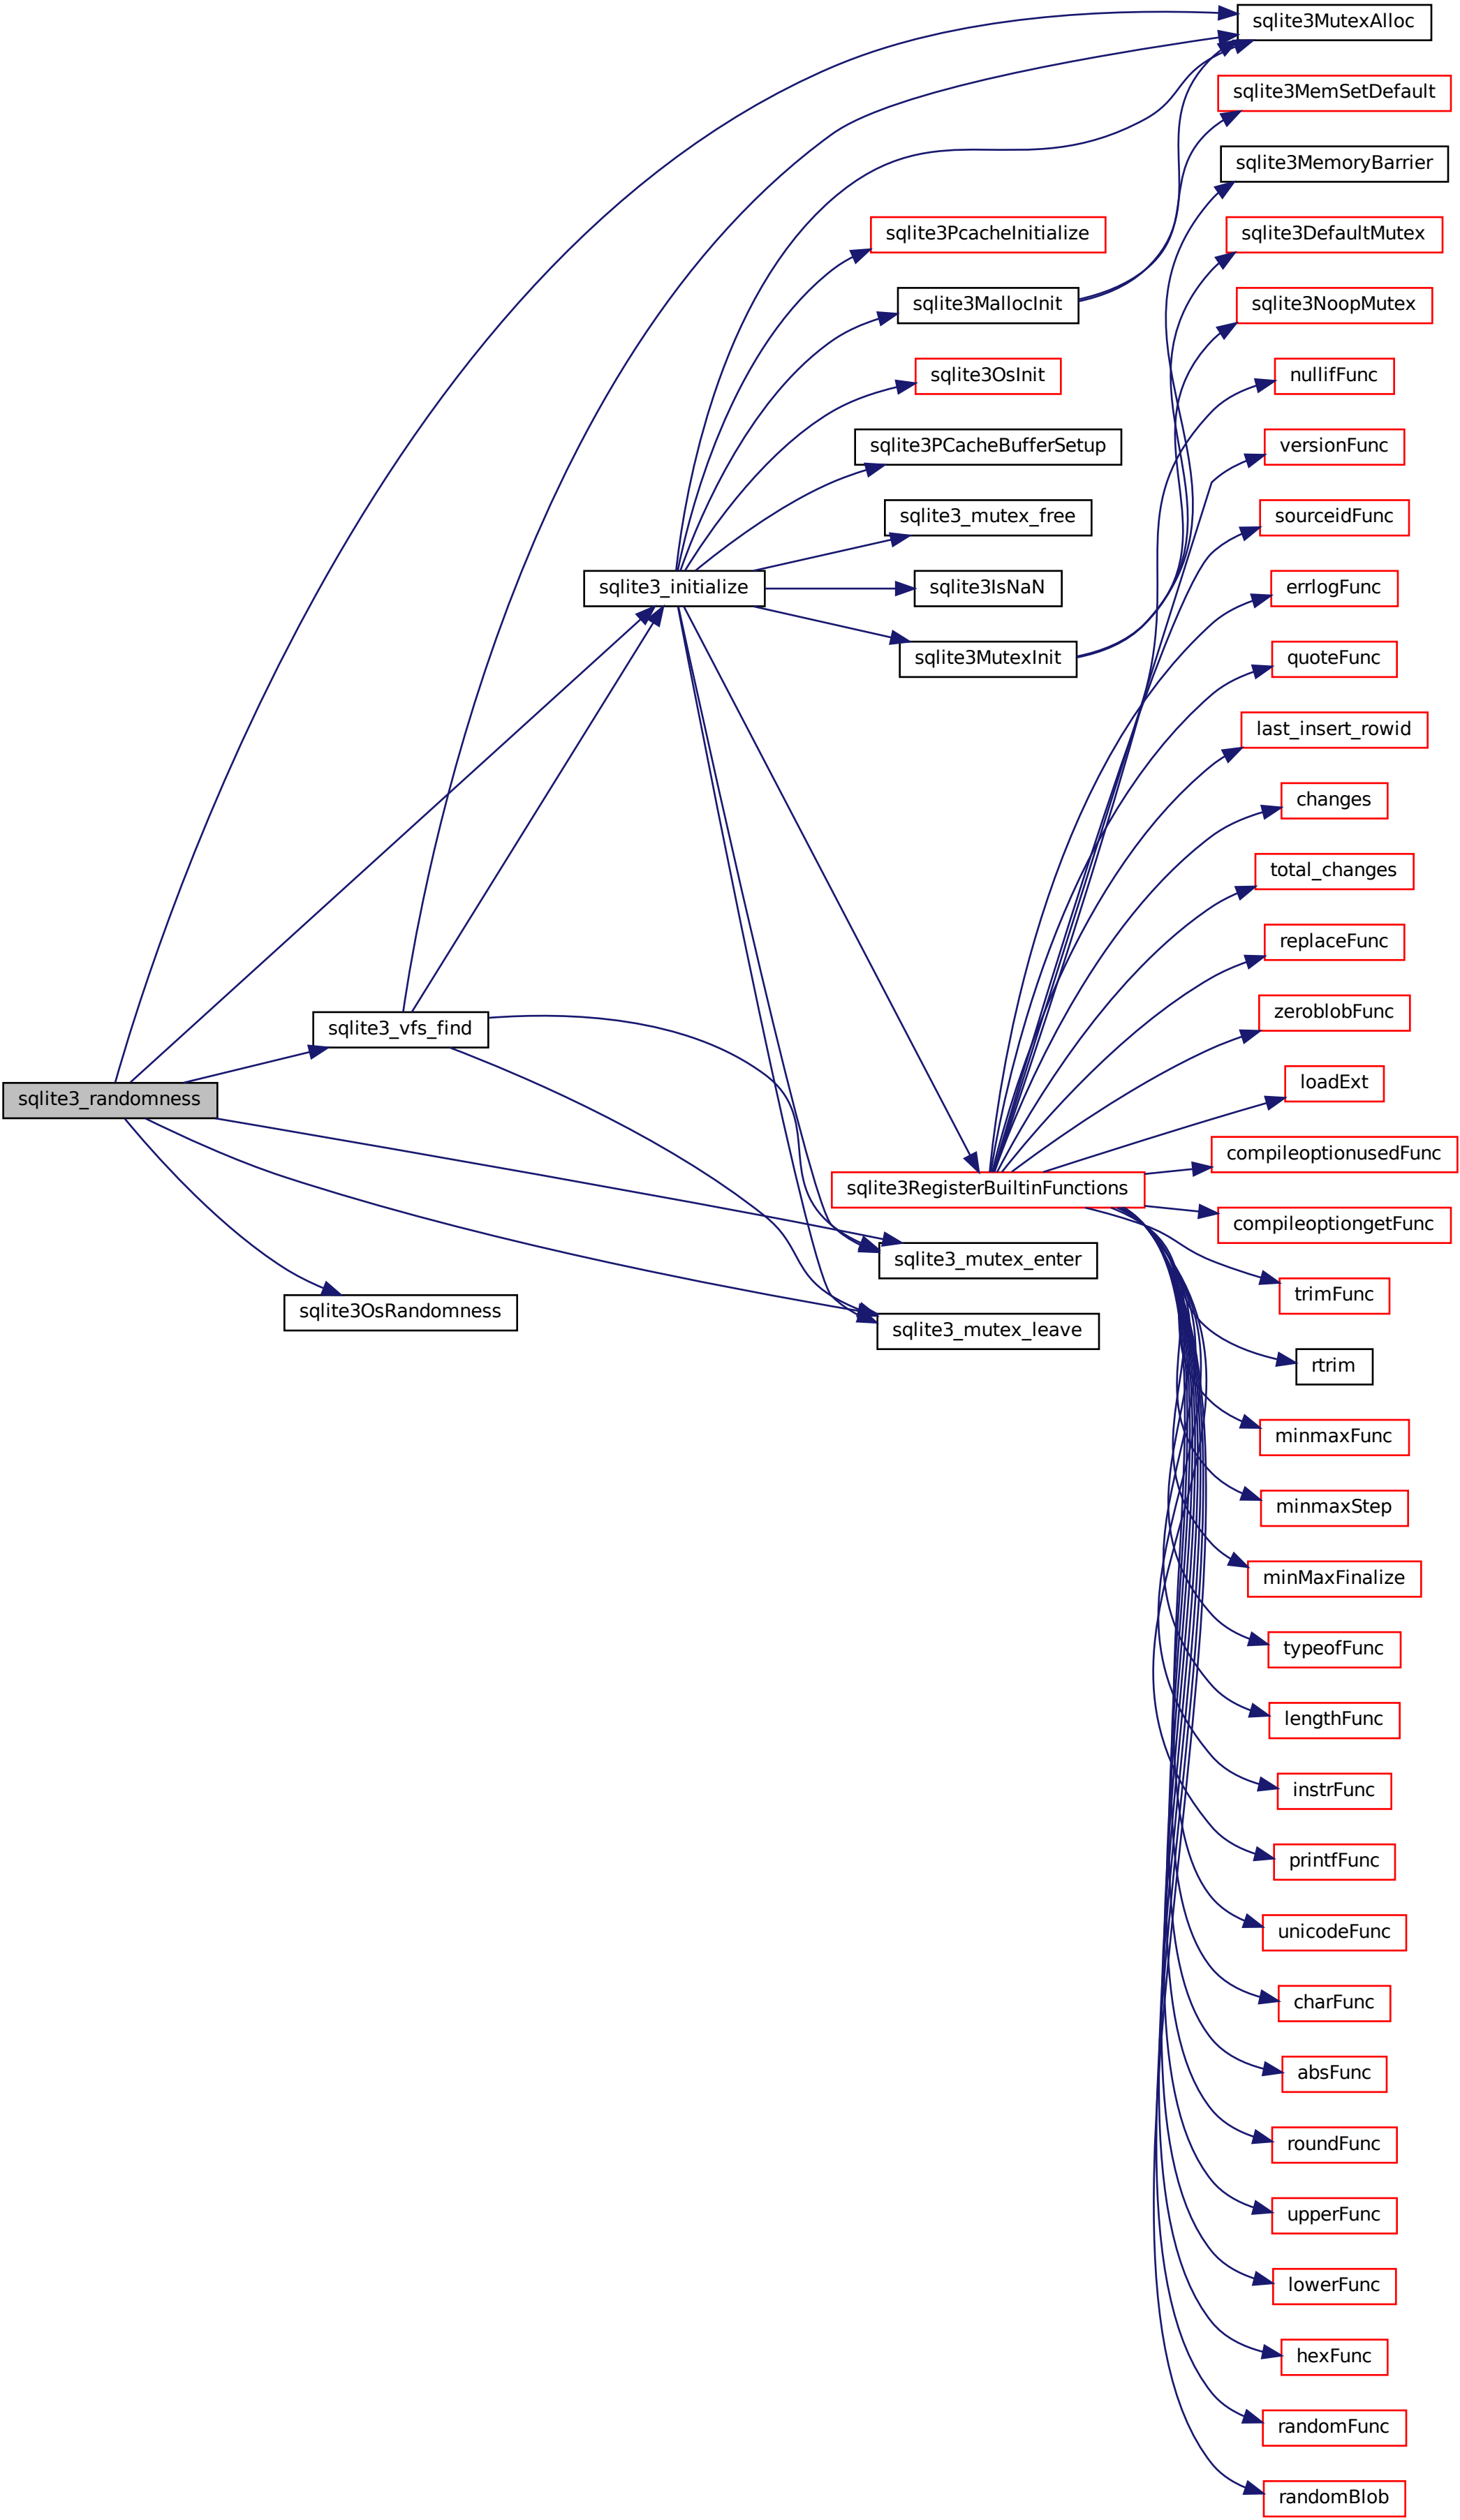 sqlite3MutexAlloc
sqlite3MemSetDefault
sqlite3MemoryBarrier
sqlite3DefaultMutex
sqlite3PcacheInitialize
sqlite3NoopMutex
sqlite3MallocInit
nullifFunc
sqlite3OsInit
versionFunc
sqlite3PCacheBufferSetup
sourceidFunc
sqlite3_mutex_free
errlogFunc
sqlite3_initialize
sqlite3IsNaN
quoteFunc
sqlite3MutexInit
last_insert_rowid
changes
total_changes
replaceFunc
zeroblobFunc
sqlite3_vfs_find
loadExt
sqlite3_randomness
compileoptionusedFunc
sqlite3RegisterBuiltinFunctions
compileoptiongetFunc
sqlite3_mutex_enter
trimFunc
sqlite3OsRandomness
sqlite3_mutex_leave
rtrim
minmaxFunc
minmaxStep
minMaxFinalize
typeofFunc
lengthFunc
instrFunc
printfFunc
unicodeFunc
charFunc
absFunc
roundFunc
upperFunc
lowerFunc
hexFunc
randomFunc
randomBlob